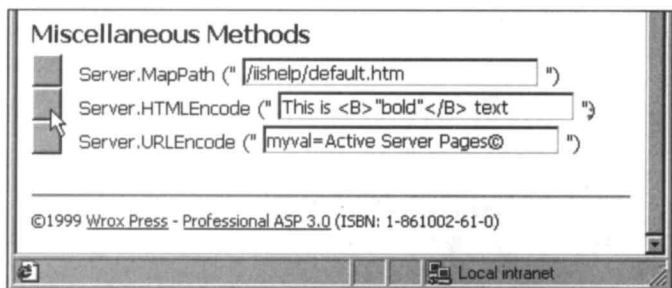 Miscellaneous Methods
Server.MapPath (" /iishelp/default.htm ")
Server.HTMLEncode (" This is <B>"bold"</B> text ")
Server.URLEncode (" myval=Active Server Pages© ")
©1999 Wrox Press - Professional ASP 3.0 (ISBN: 1-861002-61-0)
Local intranet